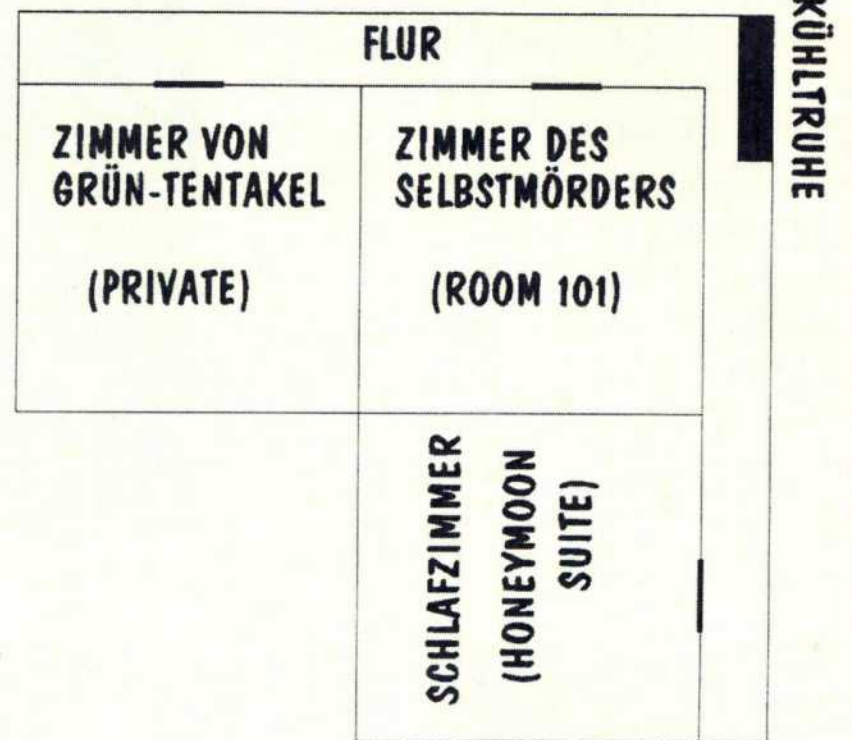 FLUR
KÜHLTRUHE
ZIMMER VON
GRÜN-TENTAKEL
(PRIVATE)
ZIMMER DES
SELBSTMÖRDERS
(ROOM 101)
SCHLAFZIMMER
(HONEYMOON
SUITE)